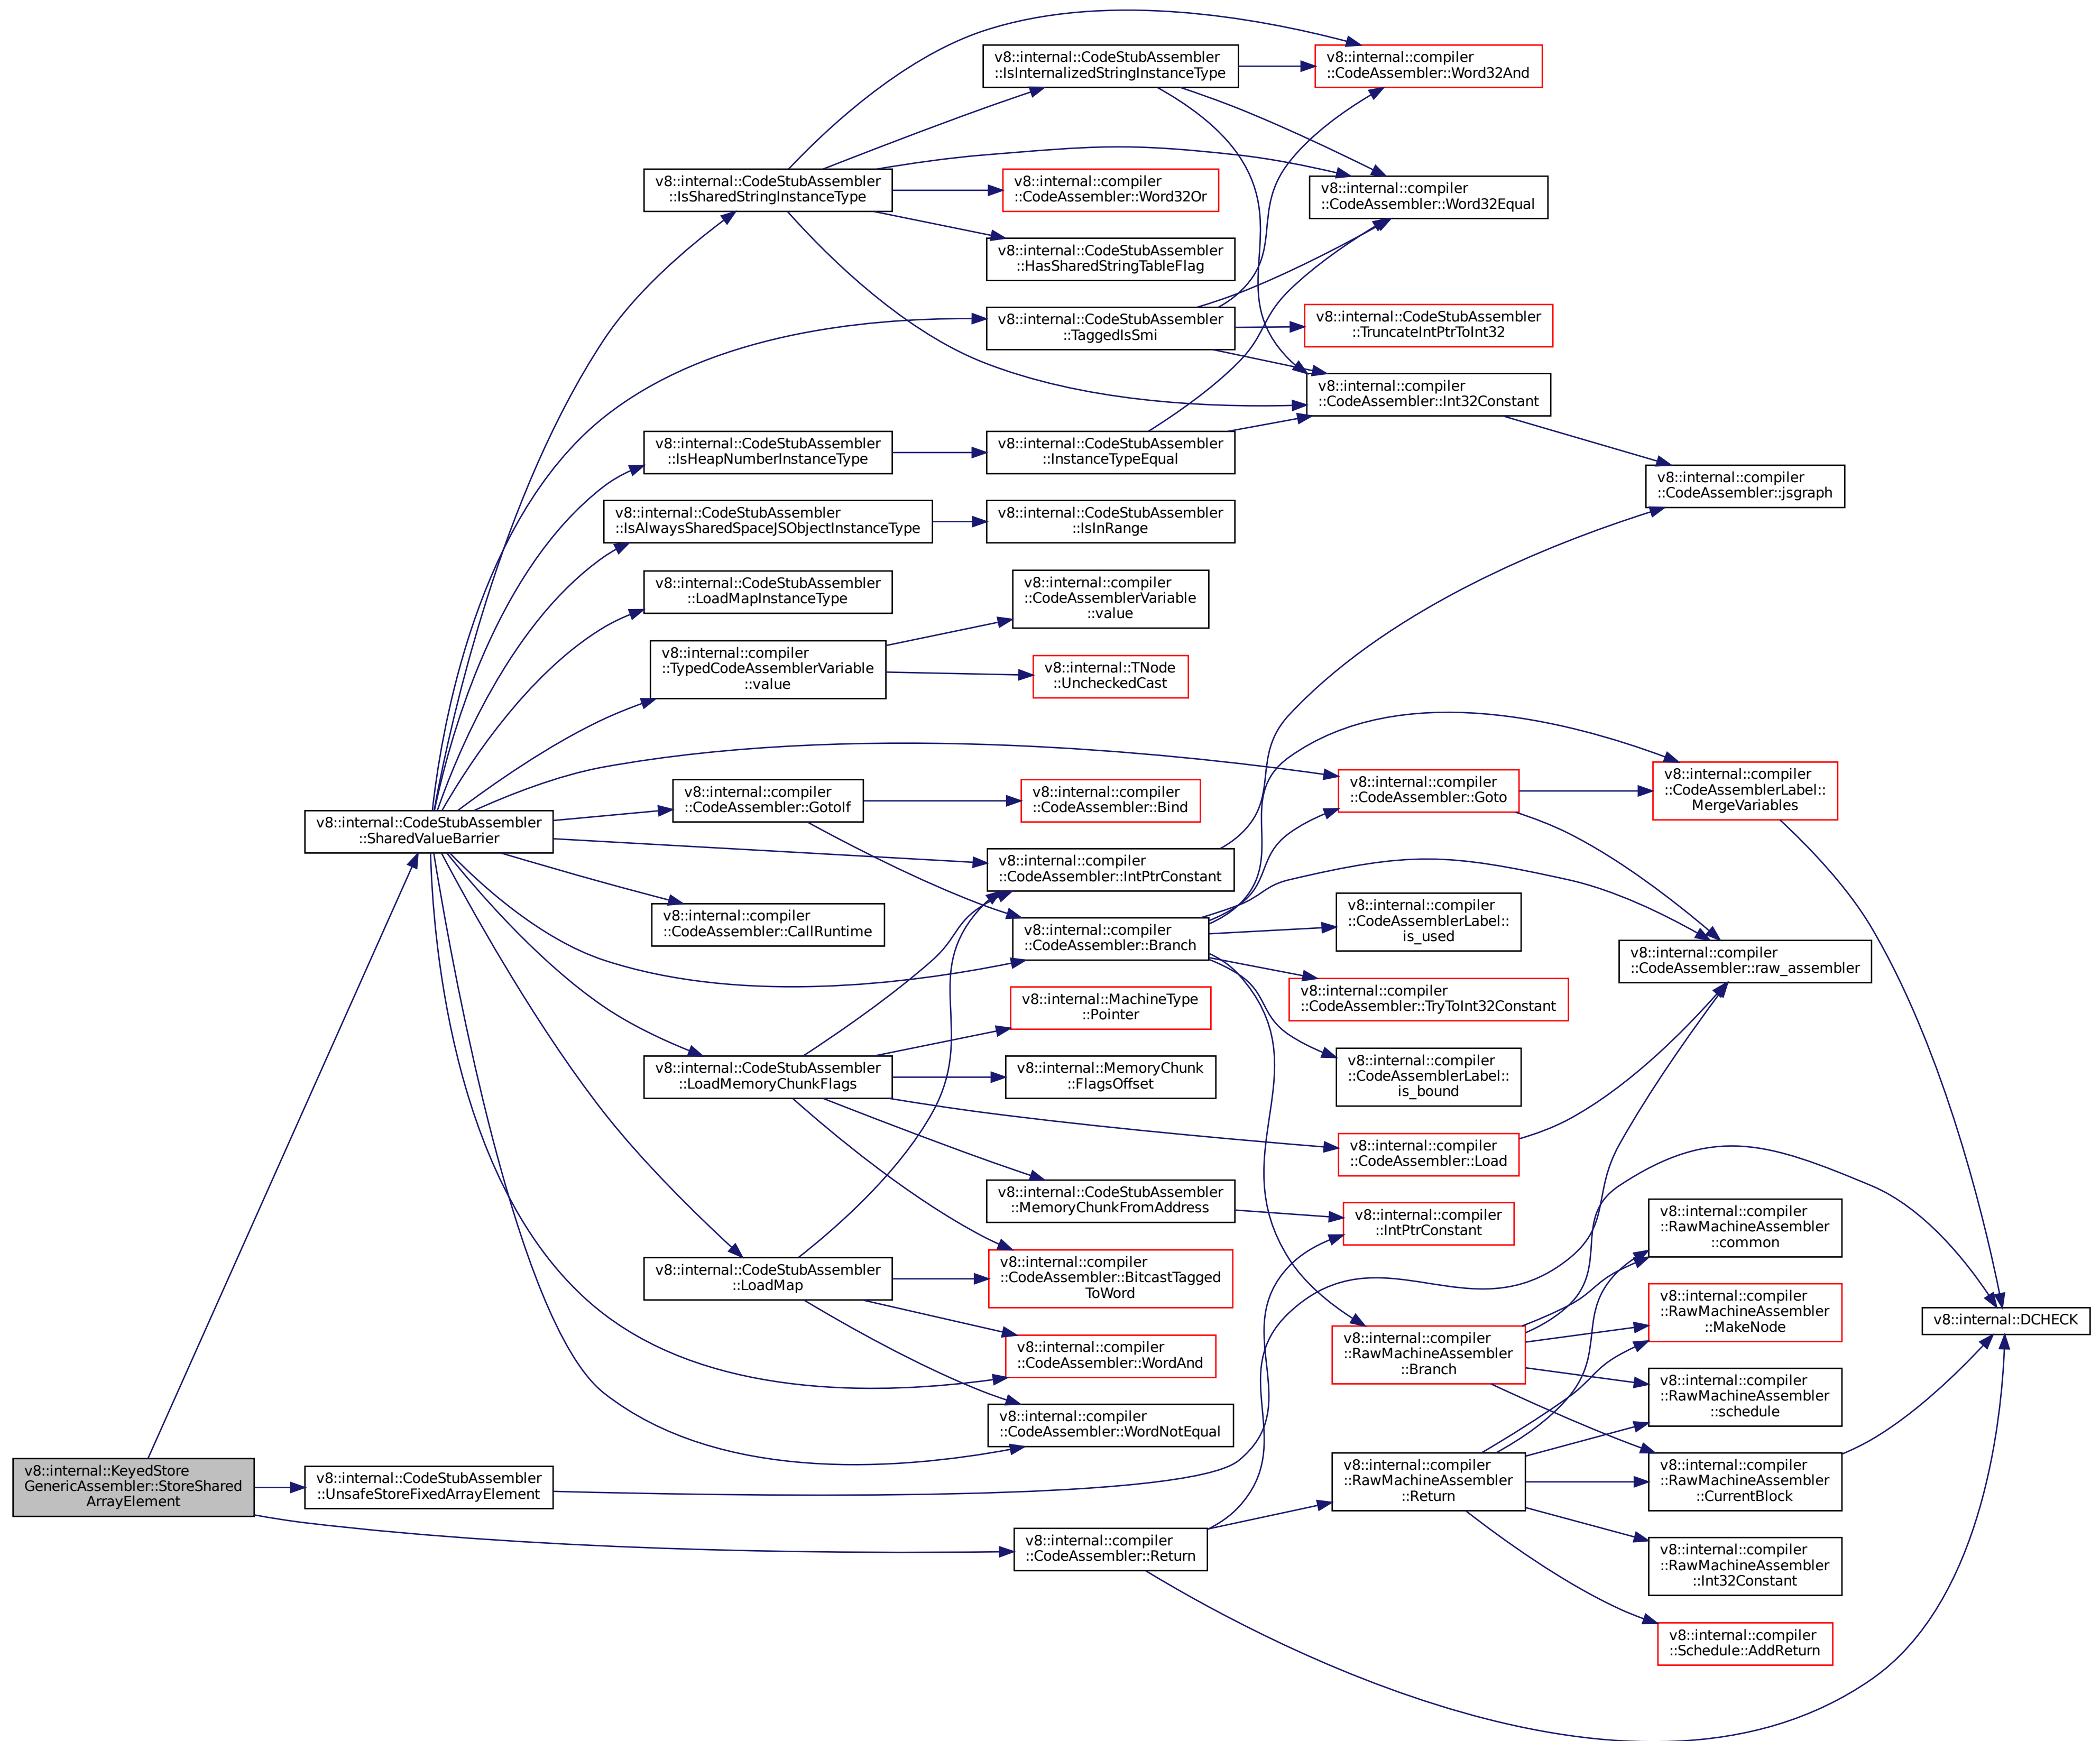 v8::internal::KeyedStore
GenericAssembler::StoreShared
ArrayElement
v8::internal::CodeStubAssembler
::SharedValueBarrier
v8::internal::CodeStubAssembler
::UnsafeStoreFixedArrayElement
v8::internal::CodeStubAssembler
::IsSharedStringInstanceType
v8::internal::CodeStubAssembler
::IsHeapNumberInstanceType
v8::internal::CodeStubAssembler
::IsAlwaysSharedSpaceJSObjectInstanceType
v8::internal::CodeStubAssembler
::LoadMapInstanceType
v8::internal::compiler
::TypedCodeAssemblerVariable
::value
v8::internal::compiler
::CodeAssembler::GotoIf
v8::internal::compiler
::CodeAssembler::CallRuntime
v8::internal::CodeStubAssembler
::LoadMemoryChunkFlags
v8::internal::CodeStubAssembler
::LoadMap
v8::internal::CodeStubAssembler
::IsInternalizedStringInstanceType
v8::internal::compiler
::CodeAssembler::Word32Or
v8::internal::CodeStubAssembler
::HasSharedStringTableFlag
v8::internal::CodeStubAssembler
::TaggedIsSmi
v8::internal::CodeStubAssembler
::InstanceTypeEqual
v8::internal::CodeStubAssembler
::IsInRange
v8::internal::compiler
::CodeAssemblerVariable
::value
v8::internal::TNode
::UncheckedCast
v8::internal::compiler
::CodeAssembler::Bind
v8::internal::compiler
::CodeAssembler::IntPtrConstant
v8::internal::compiler
::CodeAssembler::Branch
v8::internal::MachineType
::Pointer
v8::internal::MemoryChunk
::FlagsOffset
v8::internal::CodeStubAssembler
::MemoryChunkFromAddress
v8::internal::compiler
::CodeAssembler::BitcastTagged
ToWord
v8::internal::compiler
::CodeAssembler::WordAnd
v8::internal::compiler
::CodeAssembler::WordNotEqual
v8::internal::compiler
::CodeAssembler::Return
v8::internal::compiler
::CodeAssembler::Word32And
v8::internal::compiler
::CodeAssembler::Word32Equal
v8::internal::CodeStubAssembler
::TruncateIntPtrToInt32
v8::internal::compiler
::CodeAssembler::Int32Constant
v8::internal::compiler
::CodeAssembler::Goto
v8::internal::compiler
::CodeAssemblerLabel::
is_used
v8::internal::compiler
::CodeAssembler::TryToInt32Constant
v8::internal::compiler
::CodeAssemblerLabel::
is_bound
v8::internal::compiler
::CodeAssembler::Load
v8::internal::compiler
::IntPtrConstant
v8::internal::compiler
::RawMachineAssembler
::Branch
v8::internal::compiler
::RawMachineAssembler
::Return
v8::internal::compiler
::CodeAssembler::jsgraph
v8::internal::compiler
::CodeAssemblerLabel::
MergeVariables
v8::internal::compiler
::CodeAssembler::raw_assembler
v8::internal::compiler
::RawMachineAssembler
::common
v8::internal::compiler
::RawMachineAssembler
::MakeNode
v8::internal::compiler
::RawMachineAssembler
::schedule
v8::internal::compiler
::RawMachineAssembler
::CurrentBlock
v8::internal::compiler
::RawMachineAssembler
::Int32Constant
v8::internal::compiler
::Schedule::AddReturn
v8::internal::DCHECK